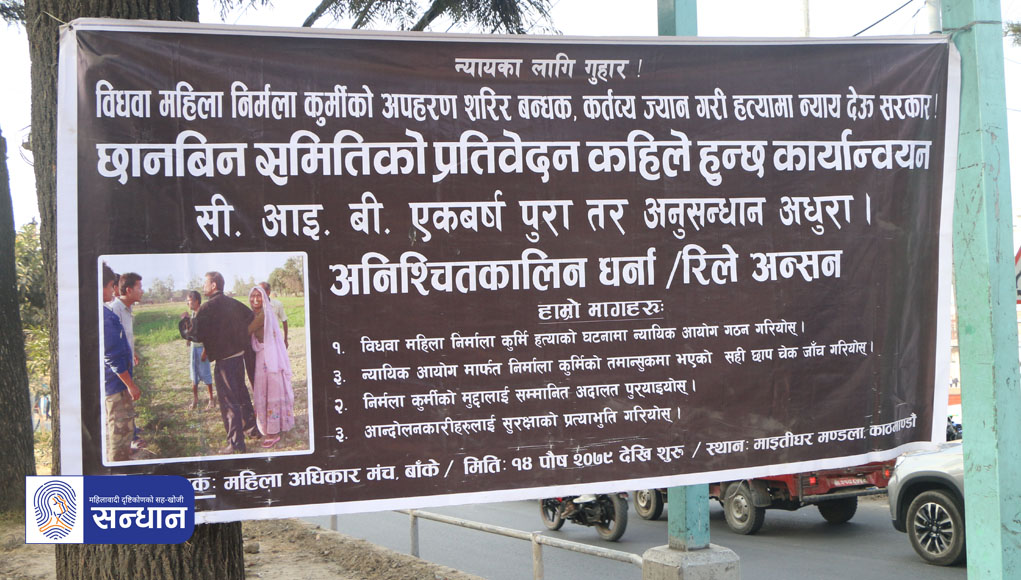 न्यायका लागि गुहार !
विधवा महिला निर्मला कुर्मीको अपहरण शरिर बन्धक, कर्तव्य ज्यान गरी हत्यामा न्याय देऊ सरकार !
छानबिन समितिको प्रतिवेदन कहिले हुन्छ कार्यान्वयन
सी. आइ. बी. एकबर्ष पुरा तर अनुसन्धान अधुरा ।
अनिश्चितकालिन धर्ना /रिले अन्सन
हाम्रो मागहरुः
१. विधवा महिला निर्माला कुर्मि हत्याको घटनामा न्यायिक आयोग गठन गरियोस् ।
३. न्यायिक आयोग मार्फत निर्माला कुर्मिको तमान्सुकमा भएको सही छाप चेक जाँच गरियोस् ।
२. निर्मला कुर्मीको मुद्दालाई सम्मानित अदालत पुर्‍याइयोस् ।
३. आन्दोलनकारीहरुलाई सुरक्षाको प्रत्याभुति गरियोस् ।
कः महिला अधिकार मंच, बाँके / मितिः १४ पौष २०७९ देखि शुरु / स्थानः माइतीघर मण्डला, काठमाण्डौ
महिलावादी दृष्टिकोणको सह-खोजी
सन्धान